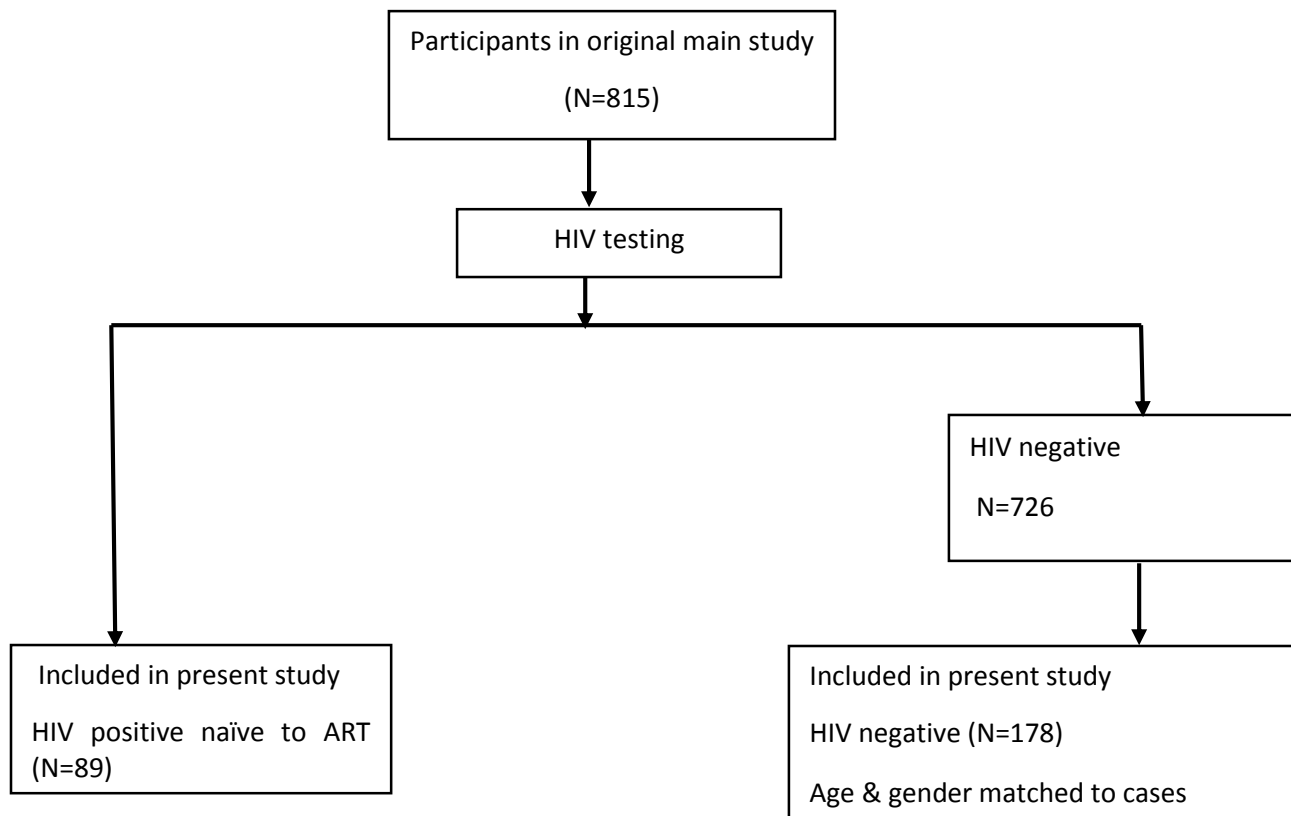 Participants in original main study
(N=815)
HIV testing
HIV negative
N=726
Included in present study
HIV positive naïve to ART
(N=89)
Included in present study
HIV negative (N=178)
Age & gender matched to cases